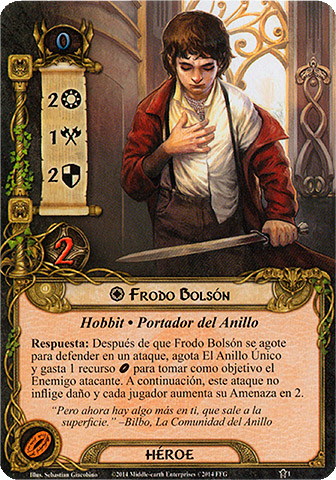 0
2
1
2
2
Frodo Bolsón
Hobbit • Portador del Anillo
Respuesta: Después de que Frodo Bolsón se agote
para defender en un ataque, agota El Anillo Único
y gasta 1 recurso para tomar como objetivo el
Enemigo atacante. A continuación, este ataque no
inflige daño y cada jugador aumenta su Amenaza en 2.
“Pero ahora hay algo más en ti, que sale a la
superficie.” –Bilbo, La Comunidad del Anillo
HÉROE
Illus. Sebastian Giacobino ©2014 Middle-earth Enterprises ©2014 FFG 1